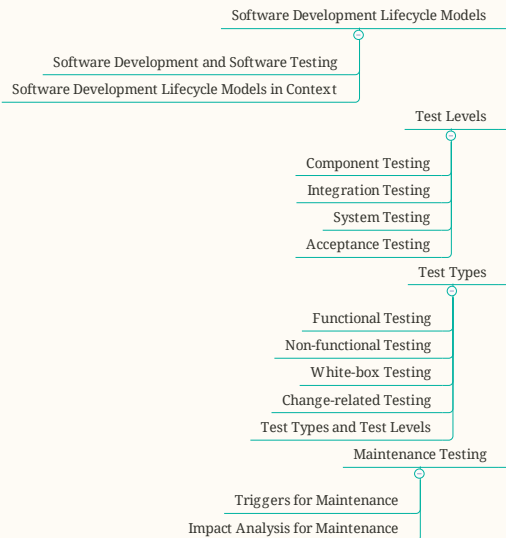 Software Development Lifecycle Models
Software Development and Software Testing
Software Development Lifecycle Models in Context
Test Levels
Component Testing
Integration Testing
System Testing
Acceptance Testing
Test Types
Functional Testing
Non-functional Testing
White-box Testing
Change-related Testing
Test Types and Test Levels
Maintenance Testing
Triggers for Maintenance
Impact Analysis for Maintenance